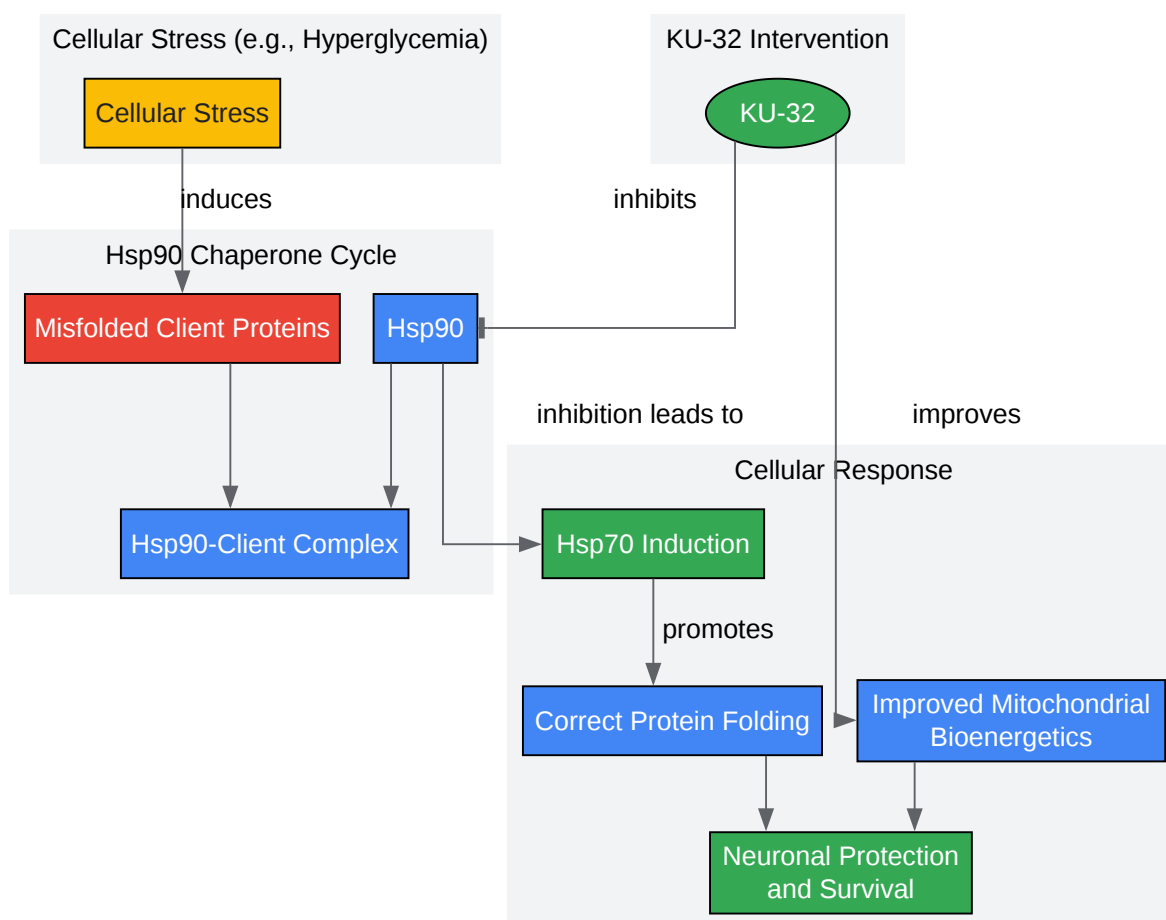 Cellular Stress (e.g., Hyperglycemia)
KU-32 Intervention
Cellular Stress
KU-32
induces
inhibits
Hsp90 Chaperone Cycle
Misfolded Client Proteins
Hsp90
inhibition leads to
improves
Cellular Response
Hsp90-Client Complex
Hsp70 Induction
promotes
Correct Protein Folding
Improved Mitochondrial
Bioenergetics
Neuronal Protection
and Survival